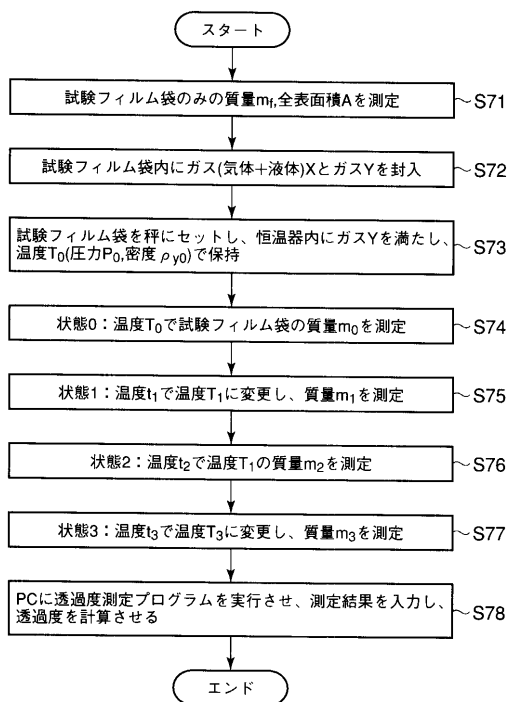 スタート
試験フィルム袋のみの質量mf,全表面積Aを測定
S71
試験フィルム袋内にガス(気体+液体)XとガスYを封入
S72
試験フィルム袋を秤にセットし、恒温器内にガスYを満たし、
温度T0(圧力P0,密度ρy0)で保持
S73
状態0:温度T0で試験フィルム袋の質量m0を測定
S74
状態1:温度t1で温度T1に変更し、質量m1を測定
S75
状態2:温度t2で温度T1の質量m2を測定
S76
状態3:温度t3で温度T3に変更し、質量m3を測定
S77
PCに透過度測定プログラムを実行させ、測定結果を入力し、
透過度を計算させる
S78
エンド